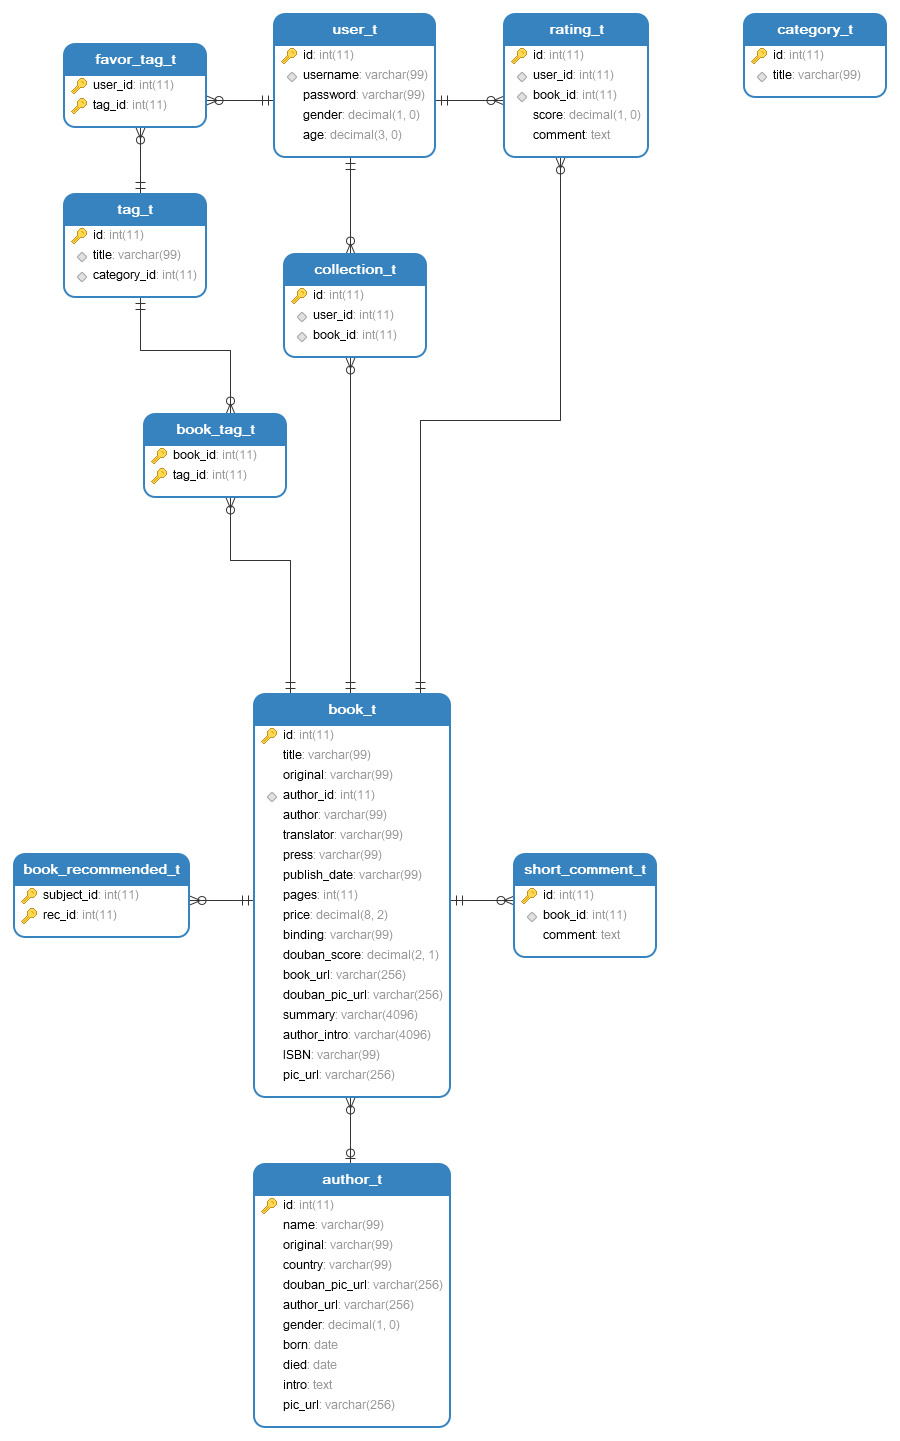 user_t
id: int(11)
username: varchar(99)
password: varchar(99)
gender: decimal(1, 0)
age: decimal(3, 0)
rating_t
id: int(11)
user_id: int(11)
book_id: int(11)
score: decimal(1, 0)
comment: text
category_t
id: int(11)
title: varchar(99)
favor_tag_t
user_id: int(11)
tag_id: int(11)
tag_t
id: int(11)
title: varchar(99)
category_id: int(11)
collection_t
id: int(11)
user_id: int(11)
book_id: int(11)
book_tag_t
book_id: int(11)
tag_id: int(11)
book_t
id: int(11)
title: varchar(99)
original: varchar(99)
author_id: int(11)
author: varchar(99)
translator: varchar(99)
press: varchar(99)
publish_date: varchar(99)
pages: int(11)
price: decimal(8, 2)
binding: varchar(99)
douban_score: decimal(2, 1)
book_url: varchar(256)
douban_pic_url: varchar(256)
summary: varchar(4096)
author_intro: varchar(4096)
ISBN: varchar(99)
pic_url: varchar(256)
book_recommended_t
subject_id: int(11)
rec_id: int(11)
short_comment_t
id: int(11)
book_id: int(11)
comment: text
author_t
id: int(11)
name: varchar(99)
original: varchar(99)
country: varchar(99)
douban_pic_url: varchar(256)
author_url: varchar(256)
gender: decimal(1, 0)
born: date
died: date
intro: text
pic_url: varchar(256)